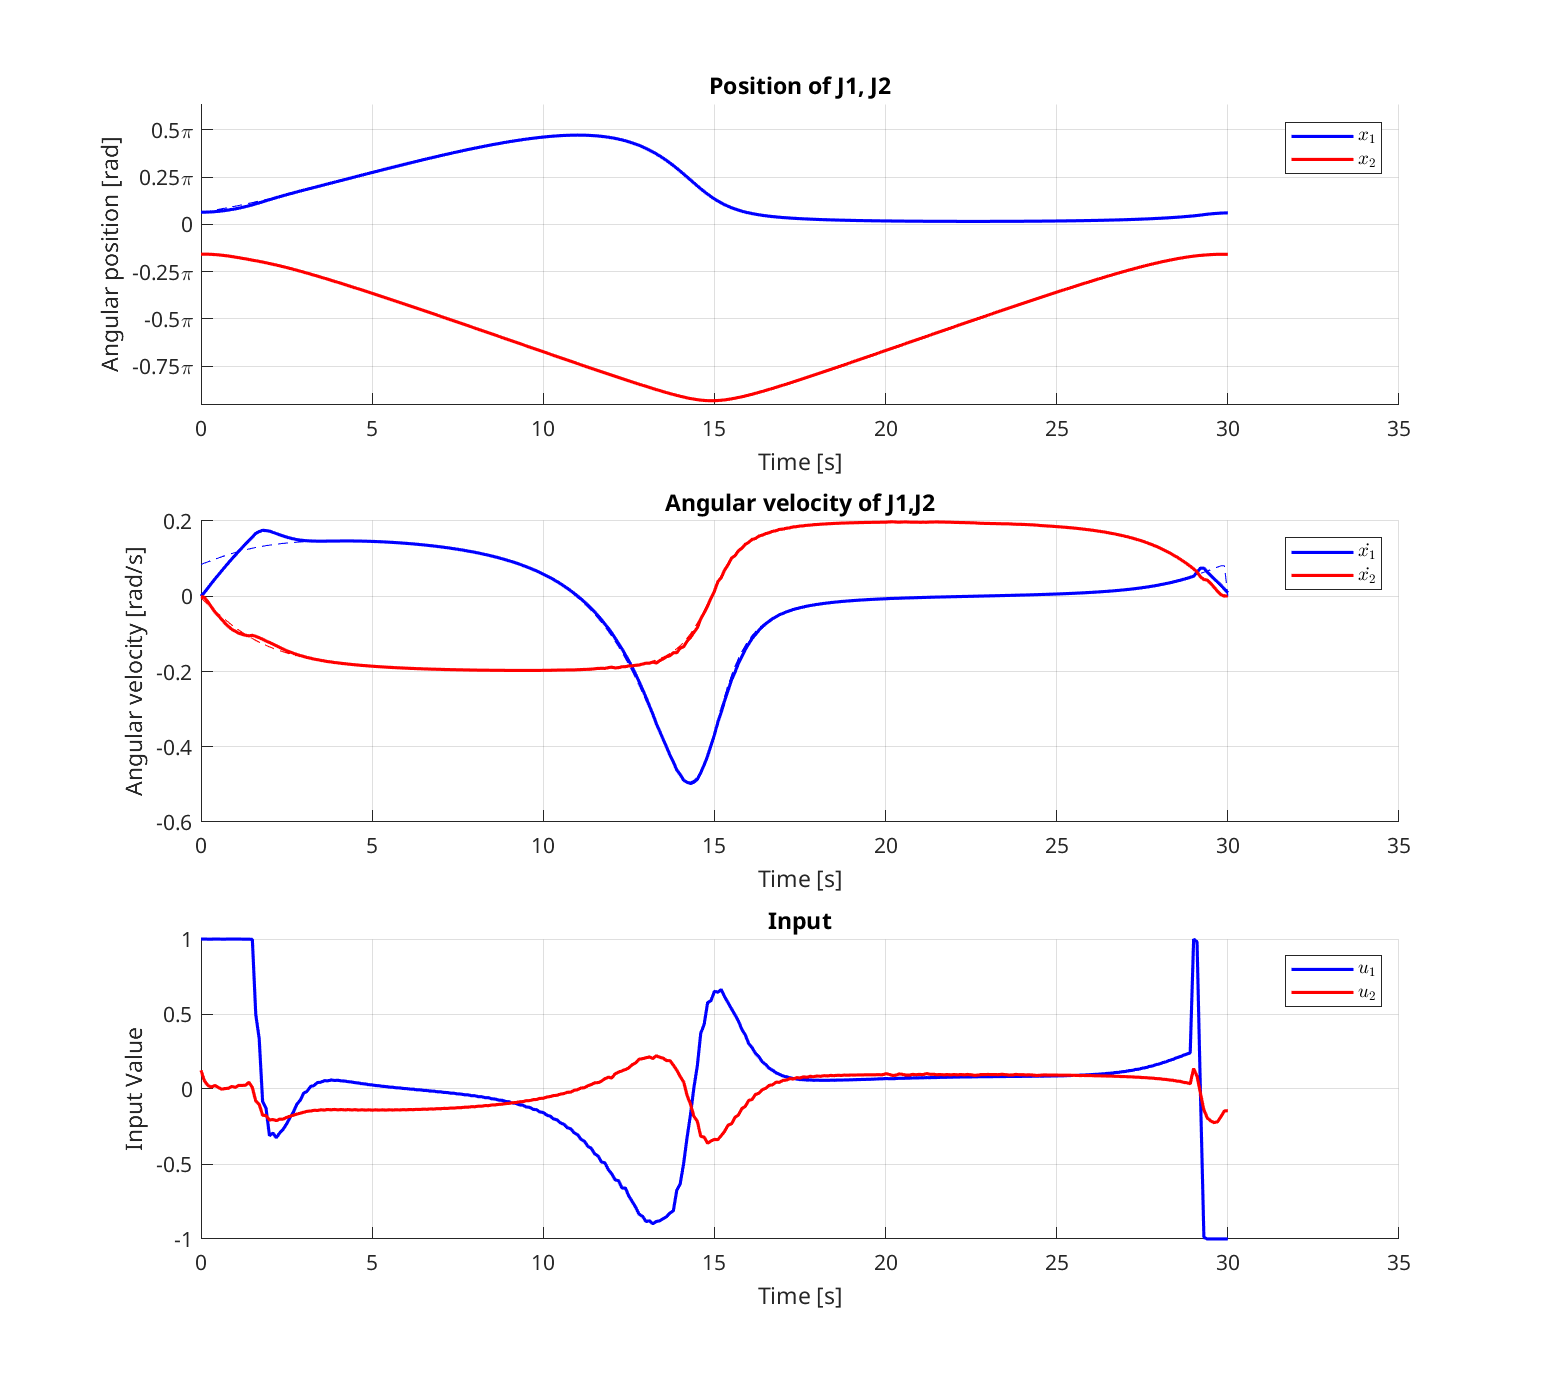 Position of J1, J2
Angular position [rad]
0.5π
0.25π
0
-0.25π
-0.5π
-0.75π
x₁
x₂
0 5 10 15 20 25 30 35
Time [s]
Angular velocity of J1,J2
Angular velocity [rad/s]
0.2
0
-0.2
-0.4
-0.6
ẋ₁
ẋ₂
0 5 10 15 20 25 30 35
Time [s]
Input
Input Value
1
0.5
0
-0.5
-1
u₁
u₂
0 5 10 15 20 25 30 35
Time [s]